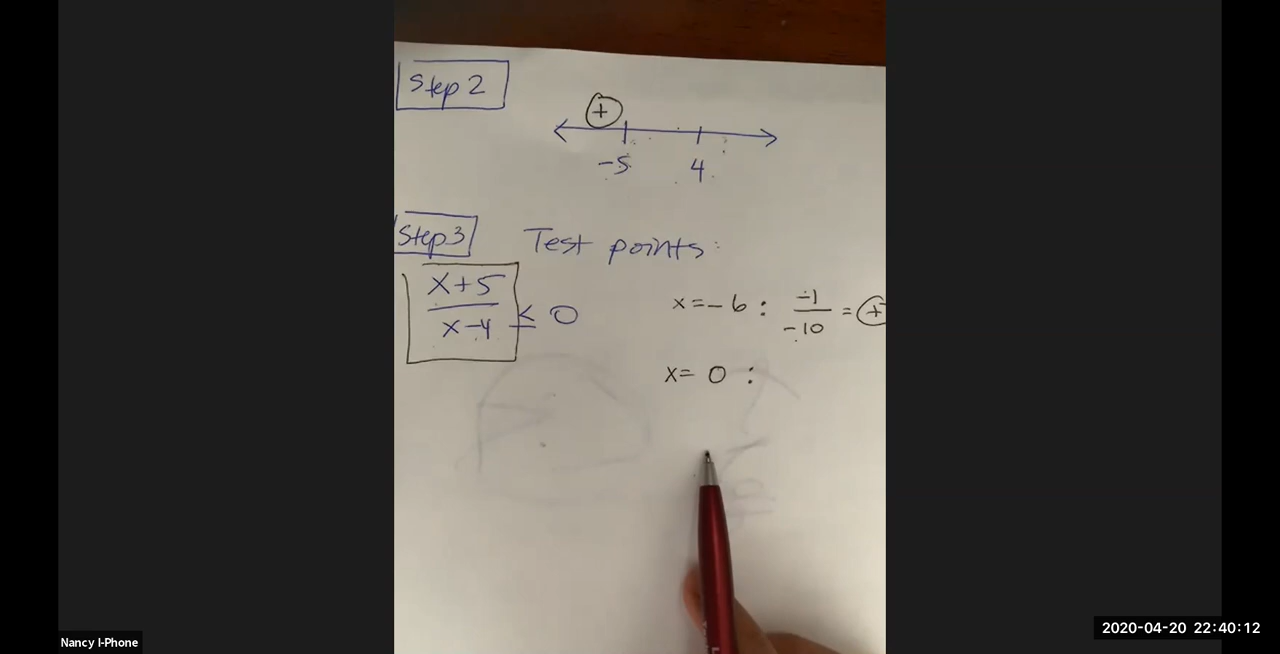 Step 2
+
-5 4
Step 3 Test points:
x+5
x-4
≤ 0
x=-6 : -1/-10 = +
x= 0 :
Nancy I-Phone
2020-04-20 22:40:12